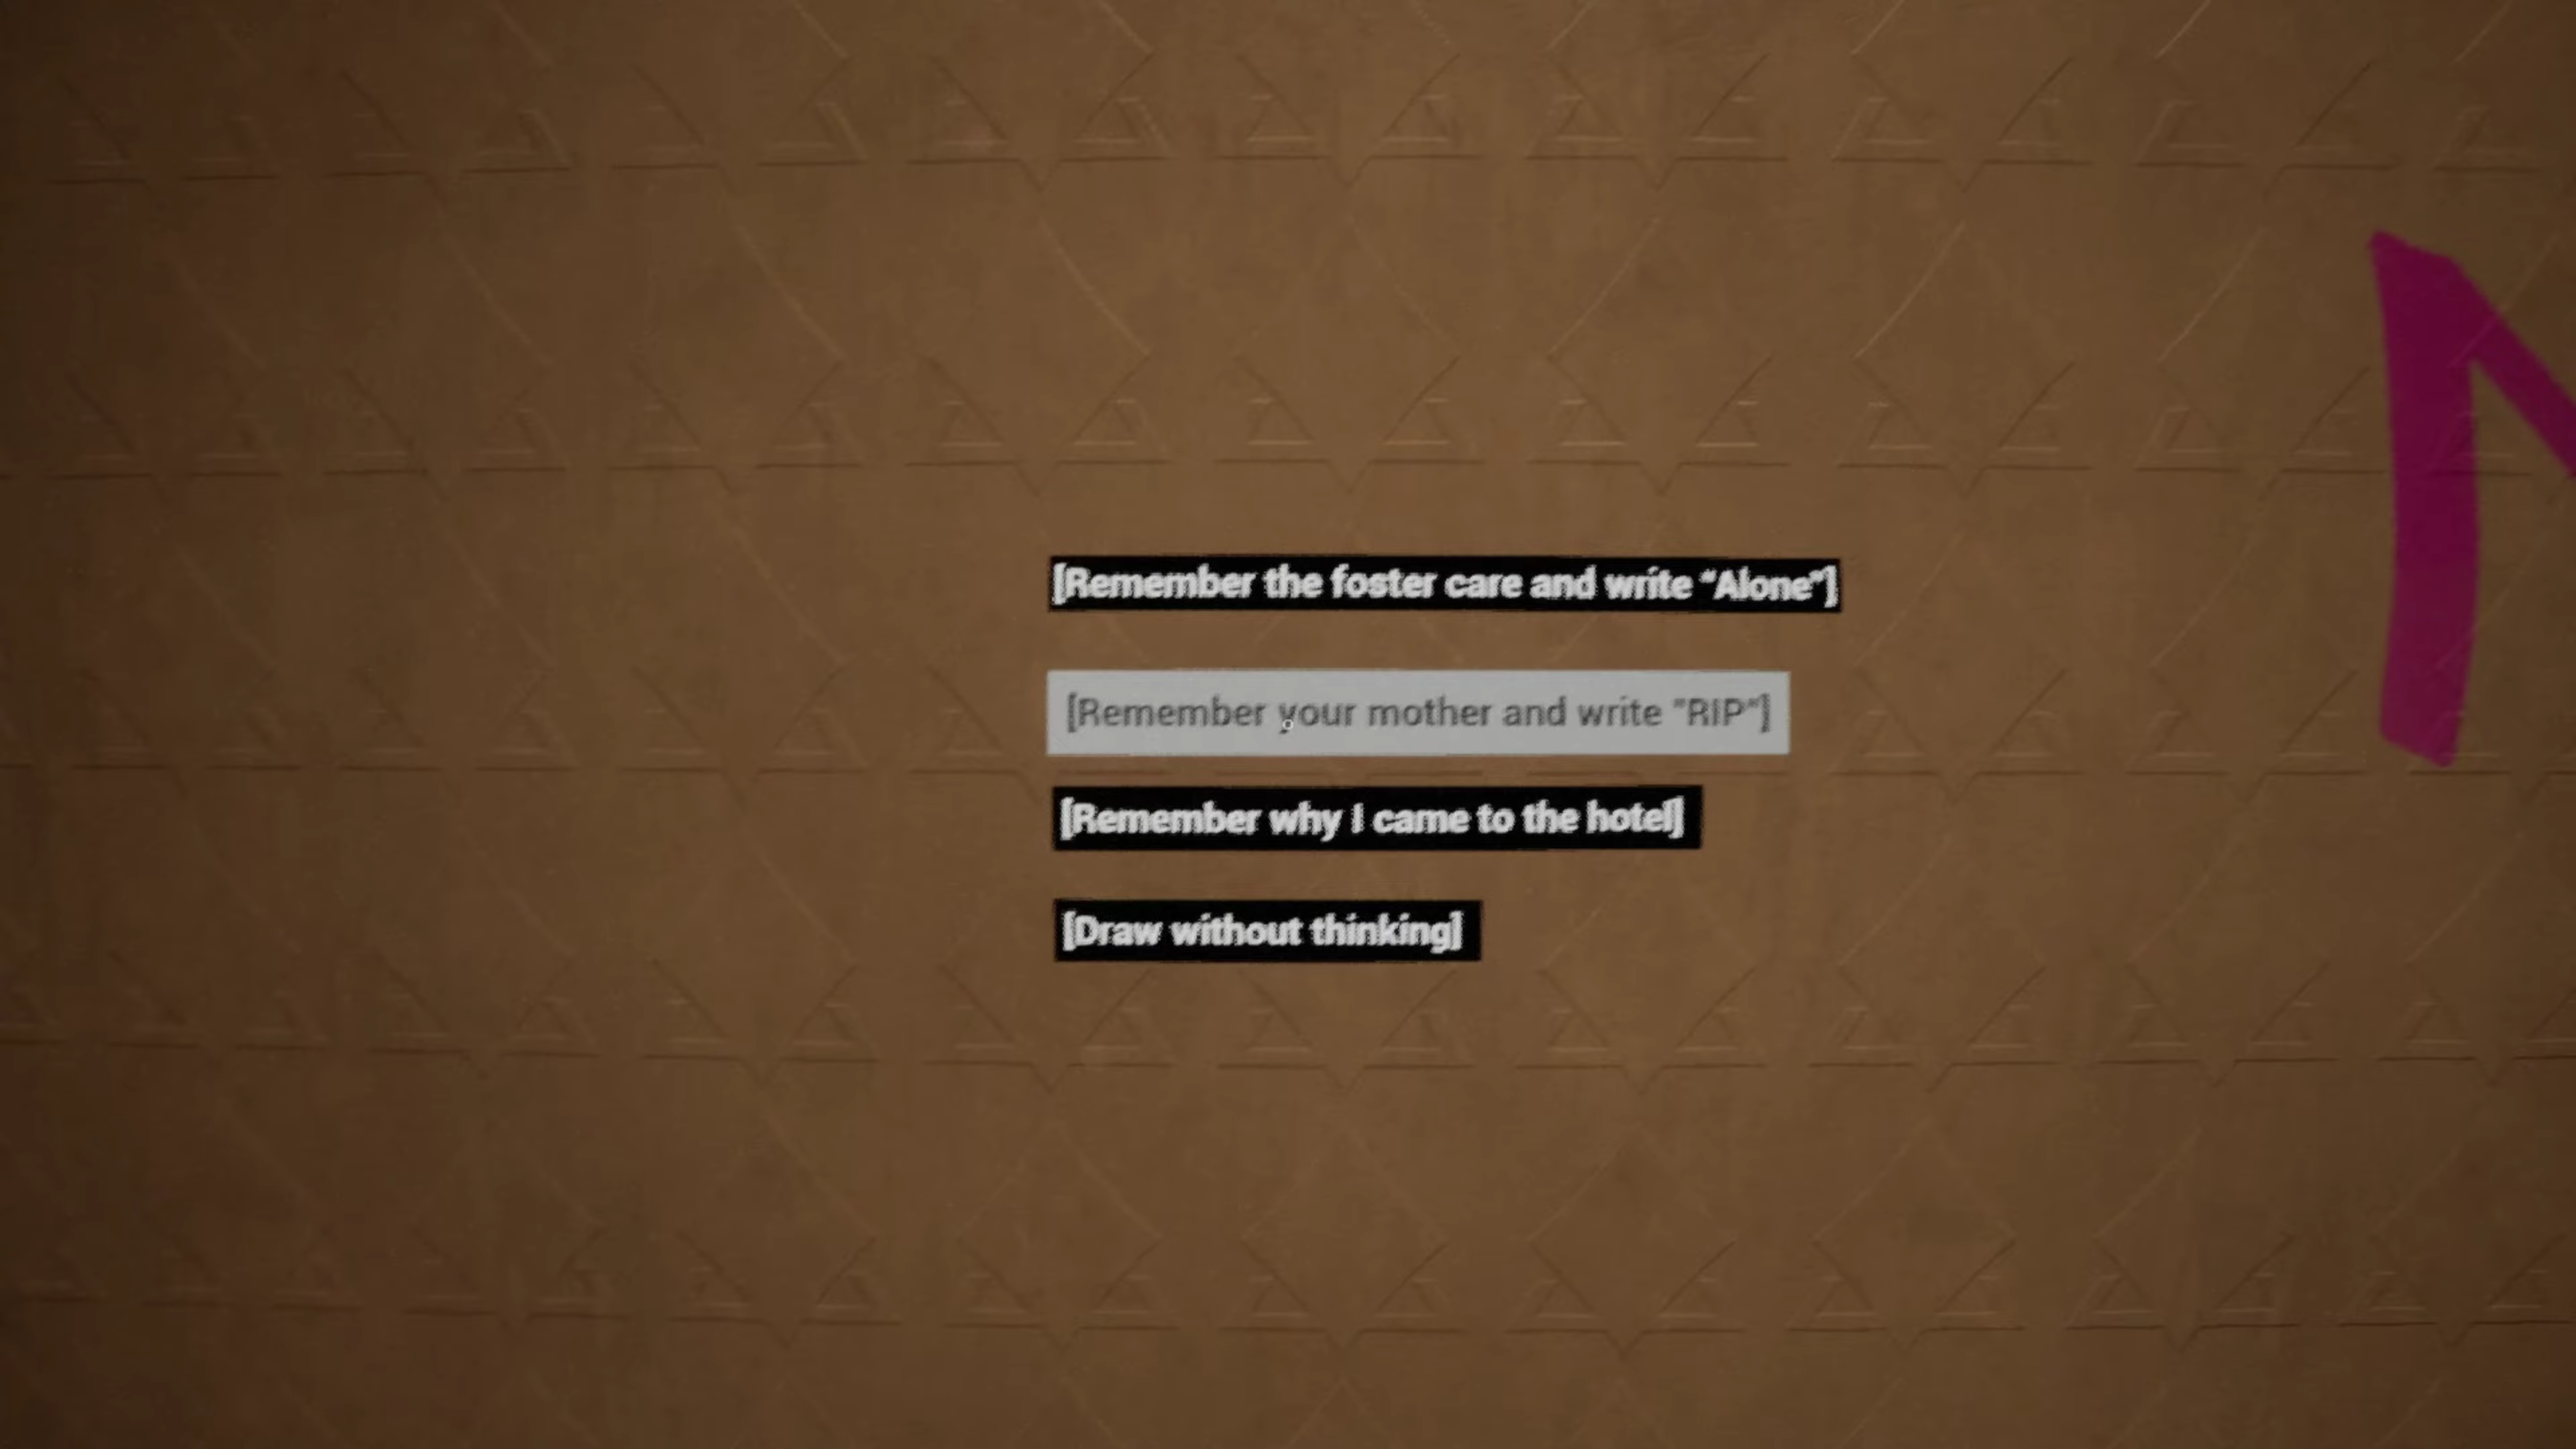 [Remember the foster care and write “Alone”]
[Remember your mother and write "RIP"]
[Remember why I came to the hotel]
[Draw without thinking]